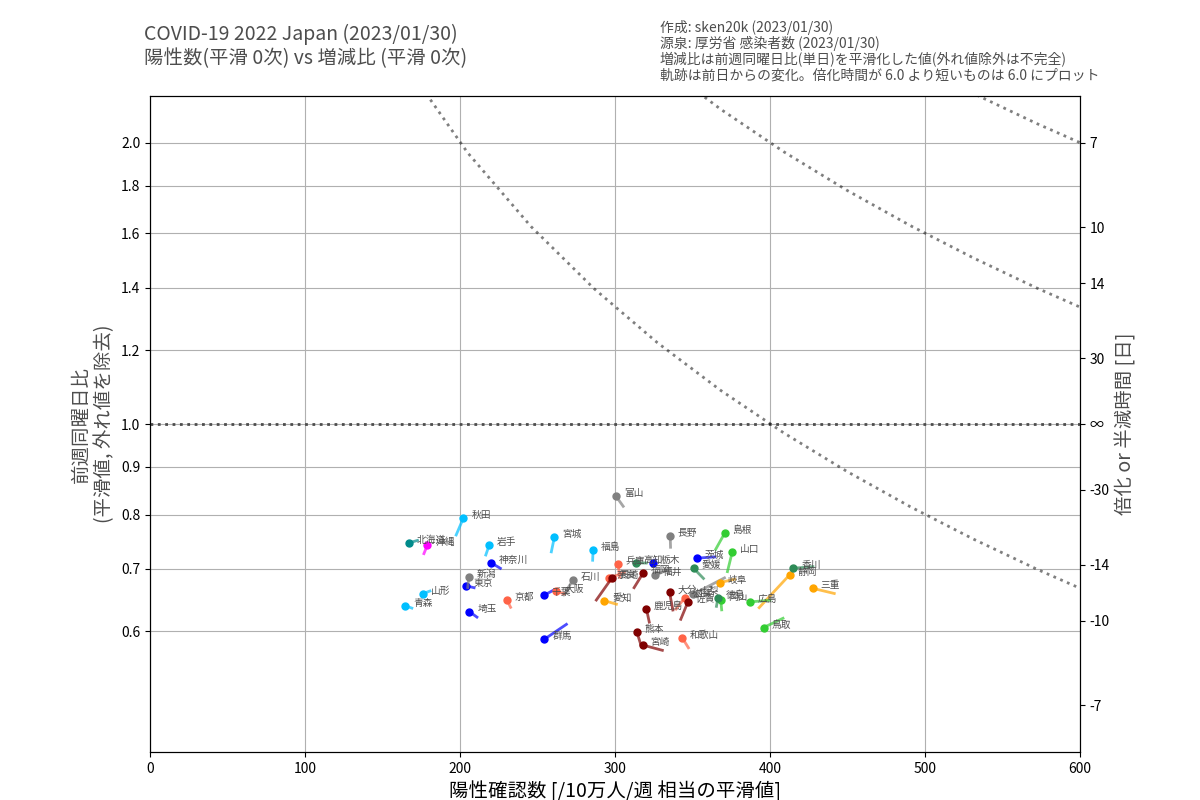 COVID-19 2022 Japan (2023/01/30)
陽性数(平滑 0次) vs 増減比 (平滑 0次)
作成: sken20k (2023/01/30)
源泉: 厚労省 感染者数 (2023/01/30)
増減比は前週同曜日比(単日)を平滑化した値(外れ値除外は不完全)
軌跡は前日からの変化。倍化時間が 6.0 より短いものは 6.0 にプロット
前週同曜日比
(平滑値, 外れ値を除去)
2.0
1.8
1.6
1.4
1.2
1.0
0.9
0.8
0.7
0.6
7
10
14
30
∞
-30
-14
-10
-7
倍化 or 半減時間 [日]
富山
秋田
北海道
沖縄
岩手
宮城
福島
長野
島根
山口
神奈川
兵庫
高知
栃木
茨城
愛媛
香川
静岡
新潟
東京
石川
福井
岐阜
三重
山形
青森
京都
大阪
愛知
大分
佐賀
広島
埼玉
鹿児島
鳥取
群馬
熊本
宮崎
和歌山
0
100
200
300
400
500
600
陽性確認数 [/10万人/週 相当の平滑値]